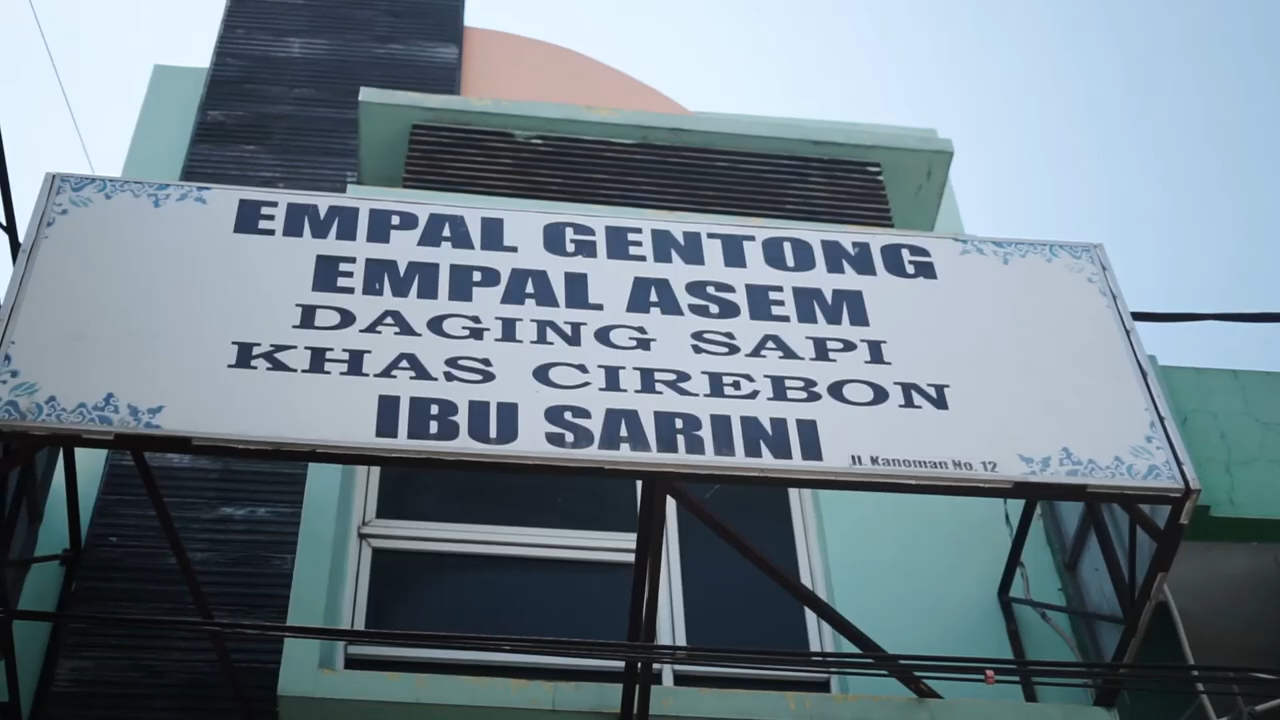 EMPAL GENTONG
EMPAL ASEM
DAGING SAPI
KHAS CIREBON
IBU SARINI
Jl. Kanoman No. 12